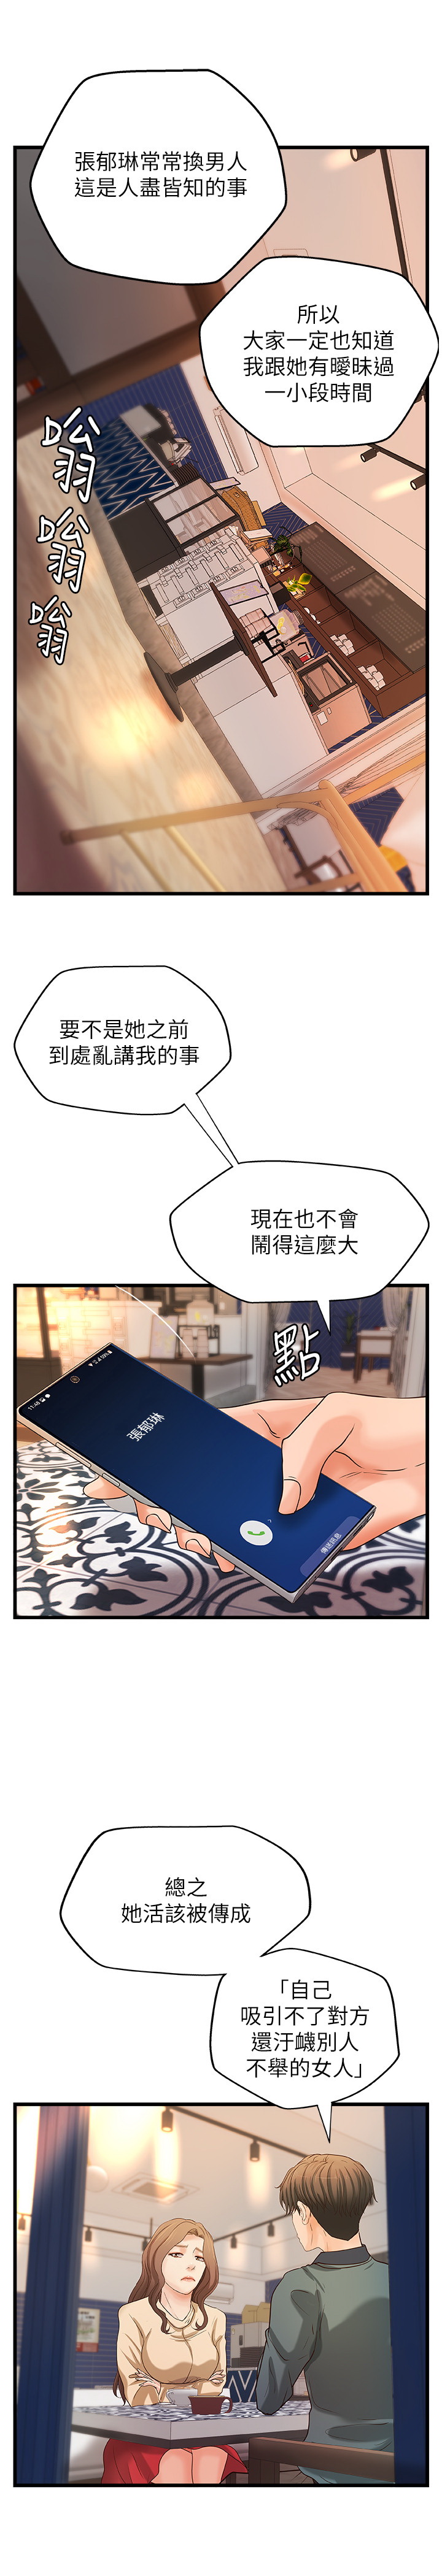 張郁琳常常換男人
這是人盡皆知的事
所以
大家一定也知道
我跟她有曖昧過
一小段時間
嗡
嗡
嗡
要不是她之前
到處亂講我的事
現在也不會
鬧得這麼大
點
張郁琳
傳送訊息
總之
她活該被傳成
「自己
吸引不了對方
還汙衊別人
不舉的女人」